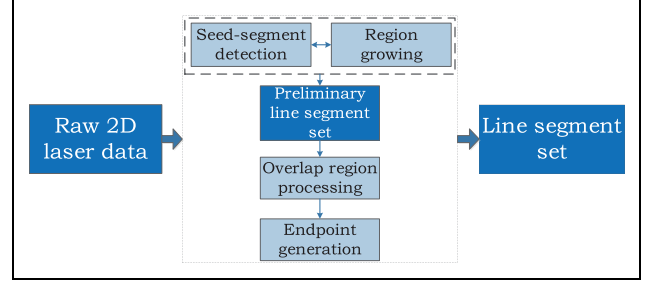 Seed-segment
detection
Region
growing
Preliminary
line segment
set
Raw 2D
laser data
Line segment
set
Overlap region
processing
Endpoint
generation